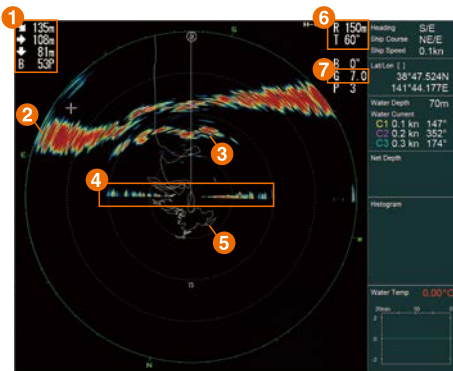 1
135m
108m
81m
B 53P
6
R 150m
T 60°
B 0°
7
G 7.0
P 3
Heading S/E
Ship Course NE/E
Ship Speed 0.1kn
Lat/Lon [ ]
38°47.524N
141°44.177E
Water Depth 70m
Water Current
C1 0.1 kn 147°
C2 0.2 kn 352°
C3 0.3 kn 174°
Net Depth
Histogram
Water Temp 0.00°C
20min 10 0
S
2
3
4
5
E
N